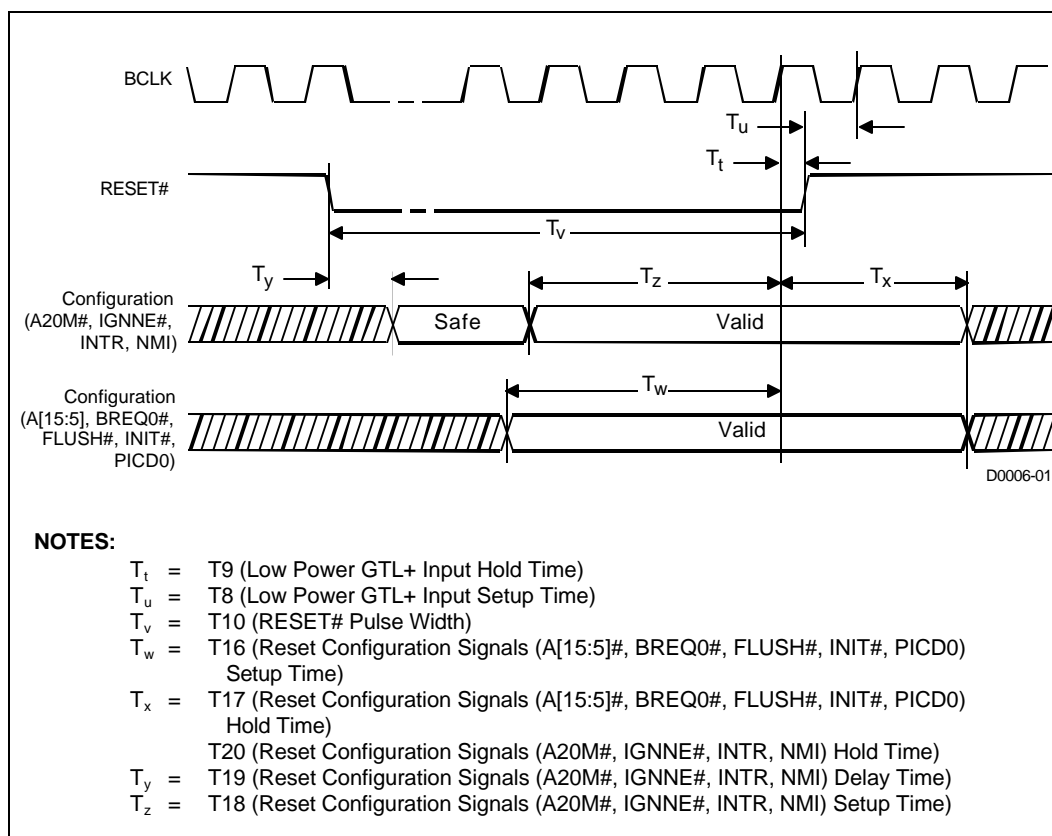 BCLK
Tu
Tt
RESET#
Tv
Ty
Tz
Tx
Configuration
(A20M#, IGNNE#,
INTR, NMI)
Safe
Valid
Tw
Configuration
(A[15:5], BREQ0#,
FLUSH#, INIT#,
PICD0)
Valid
D0006-01
NOTES:
Tt = T9 (Low Power GTL+ Input Hold Time)
Tu = T8 (Low Power GTL+ Input Setup Time)
Tv = T10 (RESET# Pulse Width)
Tw = T16 (Reset Configuration Signals (A[15:5]#, BREQ0#, FLUSH#, INIT#, PICD0)
Setup Time)
Tx = T17 (Reset Configuration Signals (A[15:5]#, BREQ0#, FLUSH#, INIT#, PICD0)
Hold Time)
T20 (Reset Configuration Signals (A20M#, IGNNE#, INTR, NMI) Hold Time)
Ty = T19 (Reset Configuration Signals (A20M#, IGNNE#, INTR, NMI) Delay Time)
Tz = T18 (Reset Configuration Signals (A20M#, IGNNE#, INTR, NMI) Setup Time)